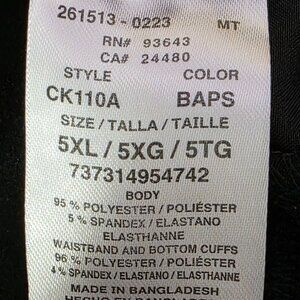 261513 - 0223 MT
RN# 93643
CA# 24480
STYLE COLOR
CK110A BAPS
SIZE / TALLA / TAILLE
5XL / 5XG / 5TG
737314954742
BODY
95 % POLYESTER / POLIÉSTER
5 % SPANDEX / ELASTANO
ELASTHANNE
WAISTBAND AND BOTTOM CUFFS
96 % POLYESTER / POLIÉSTER
4 % SPANDEX / ELASTANO / ELASTHANNE
MADE IN BANGLADESH
HECHO EN